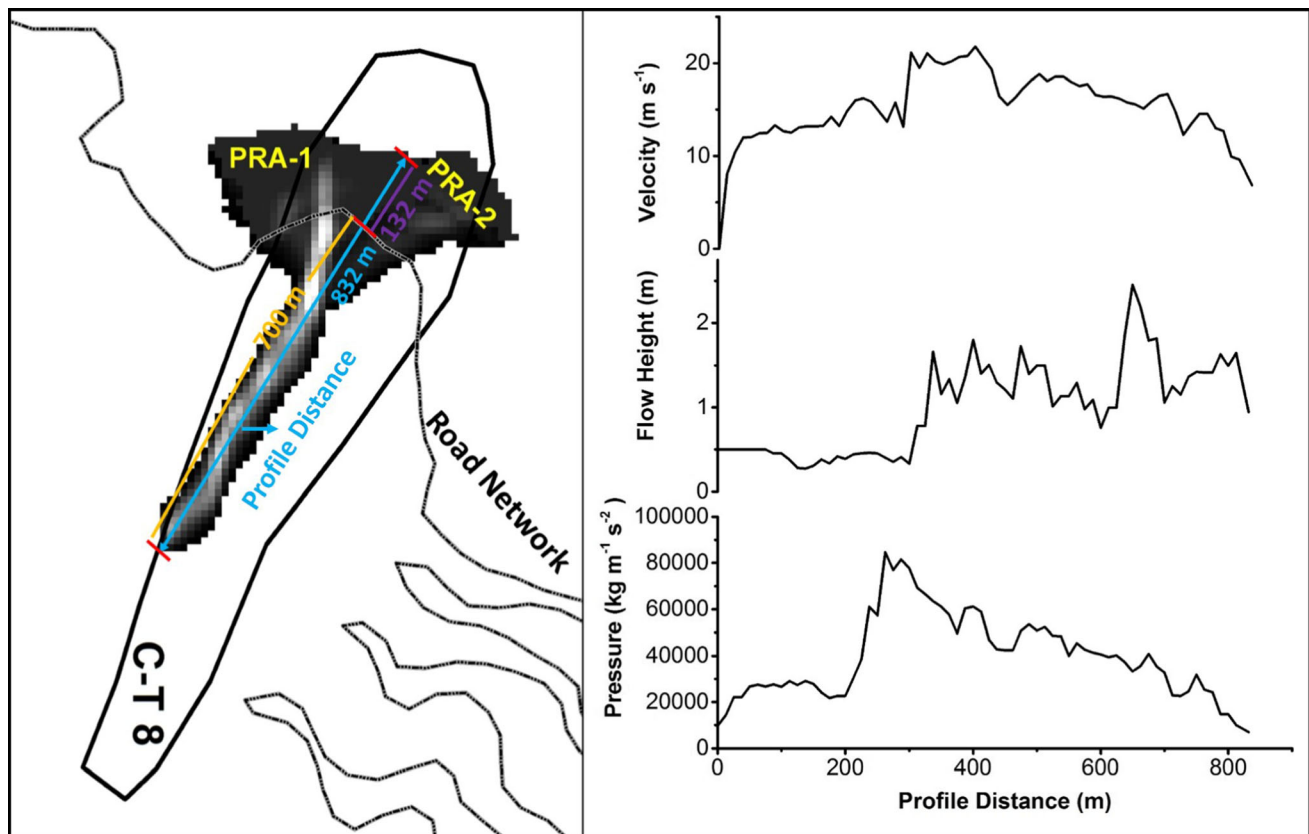 PRA-1
PRA-2
132 m
832 m
700 m
Profile Distance
Road Network
C-T 8
Velocity (m s⁻¹)
20
10
0
Flow Height (m)
2
1
0
Pressure (kg m⁻¹ s⁻²)
100000
80000
60000
40000
20000
0
0 200 400 600 800
Profile Distance (m)